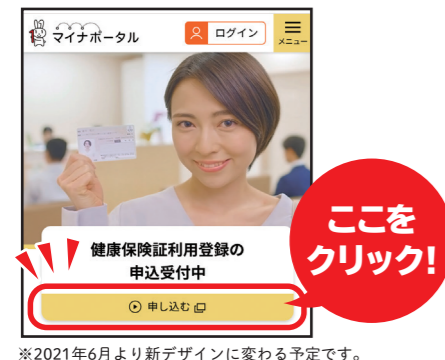 マイナポータル
ログイン
メニュー
健康保険証利用登録の
申込受付中
申し込む
ここを
クリック!
※2021年6月より新デザインに変わる予定です。